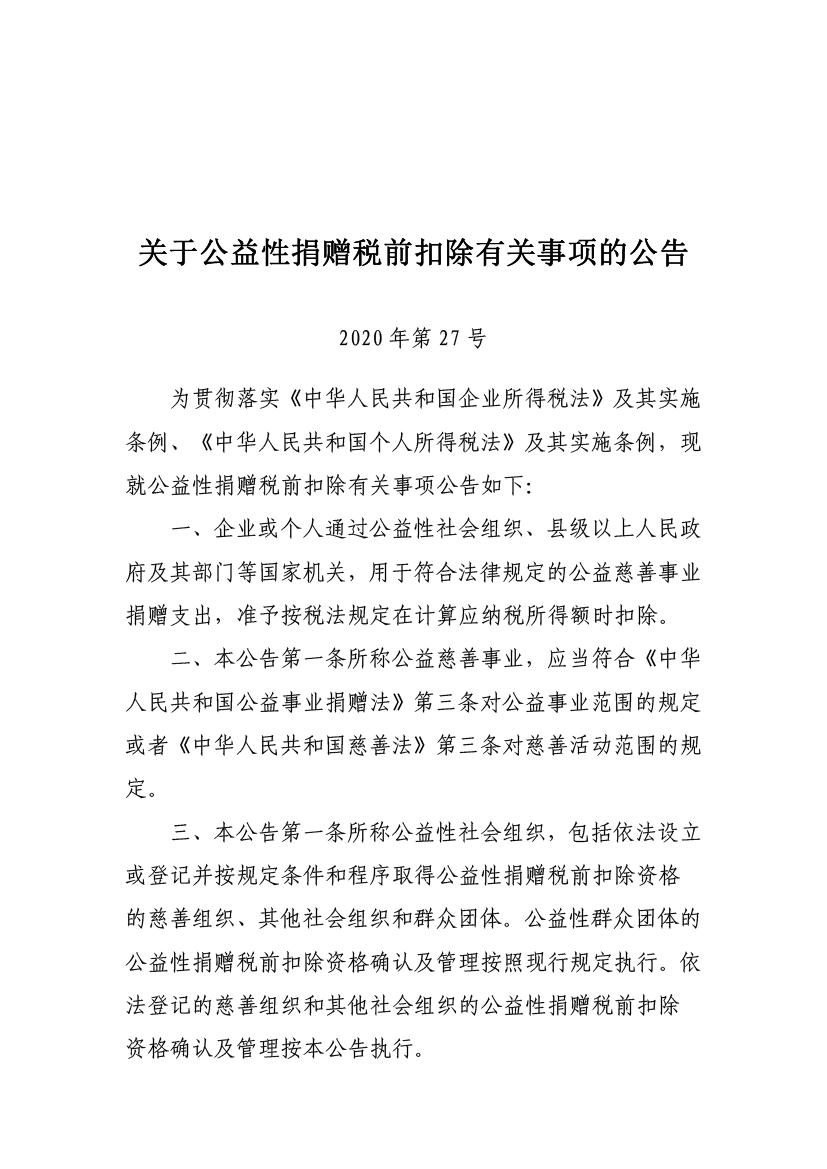 关于公益性捐赠税前扣除有关事项的公告
2020 年第 27 号
为贯彻落实《中华人民共和国企业所得税法》及其实施
条例、《中华人民共和国个人所得税法》及其实施条例，现
就公益性捐赠税前扣除有关事项公告如下：
一、企业或个人通过公益性社会组织、县级以上人民政
府及其部门等国家机关，用于符合法律规定的公益慈善事业
捐赠支出，准予按税法规定在计算应纳税所得额时扣除。
二、本公告第一条所称公益慈善事业，应当符合《中华
人民共和国公益事业捐赠法》第三条对公益事业范围的规定
或者《中华人民共和国慈善法》第三条对慈善活动范围的规
定。
三、本公告第一条所称公益性社会组织，包括依法设立
或登记并按规定条件和程序取得公益性捐赠税前扣除资格
的慈善组织、其他社会组织和群众团体。公益性群众团体的
公益性捐赠税前扣除资格确认及管理按照现行规定执行。依
法登记的慈善组织和其他社会组织的公益性捐赠税前扣除
资格确认及管理按本公告执行。